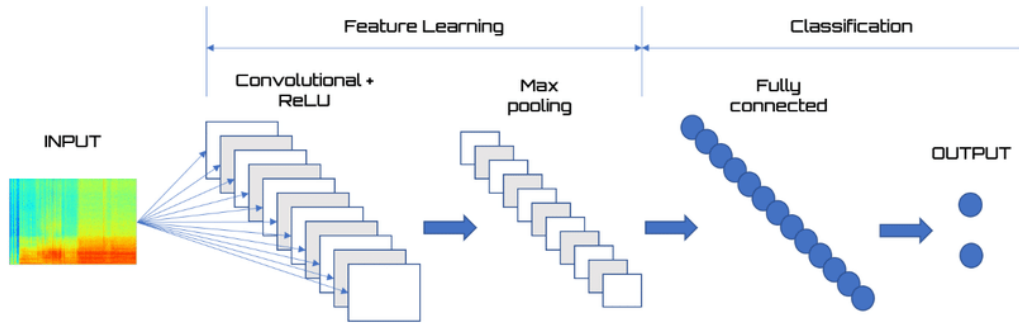 Feature Learning
Classification
Convolutional +
ReLU
Max
pooling
Fully
connected
INPUT
OUTPUT